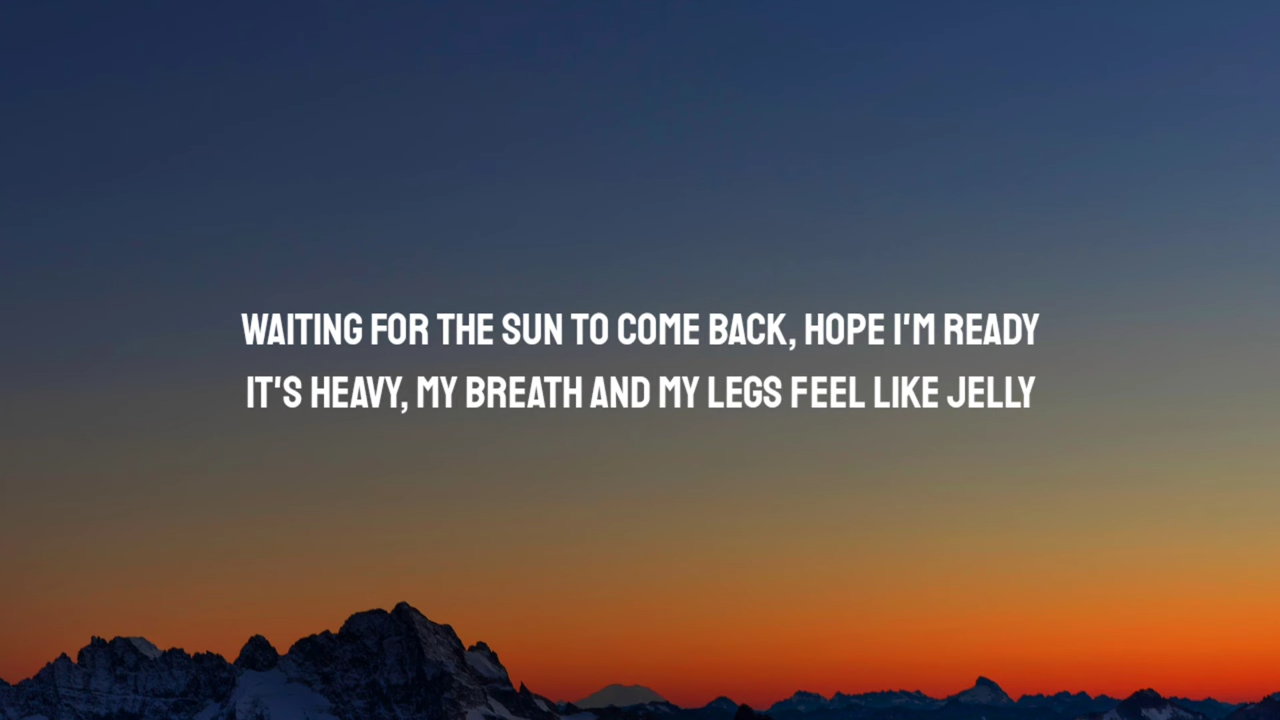 WAITING FOR THE SUN TO COME BACK, HOPE I'M READY
IT'S HEAVY, MY BREATH AND MY LEGS FEEL LIKE JELLY